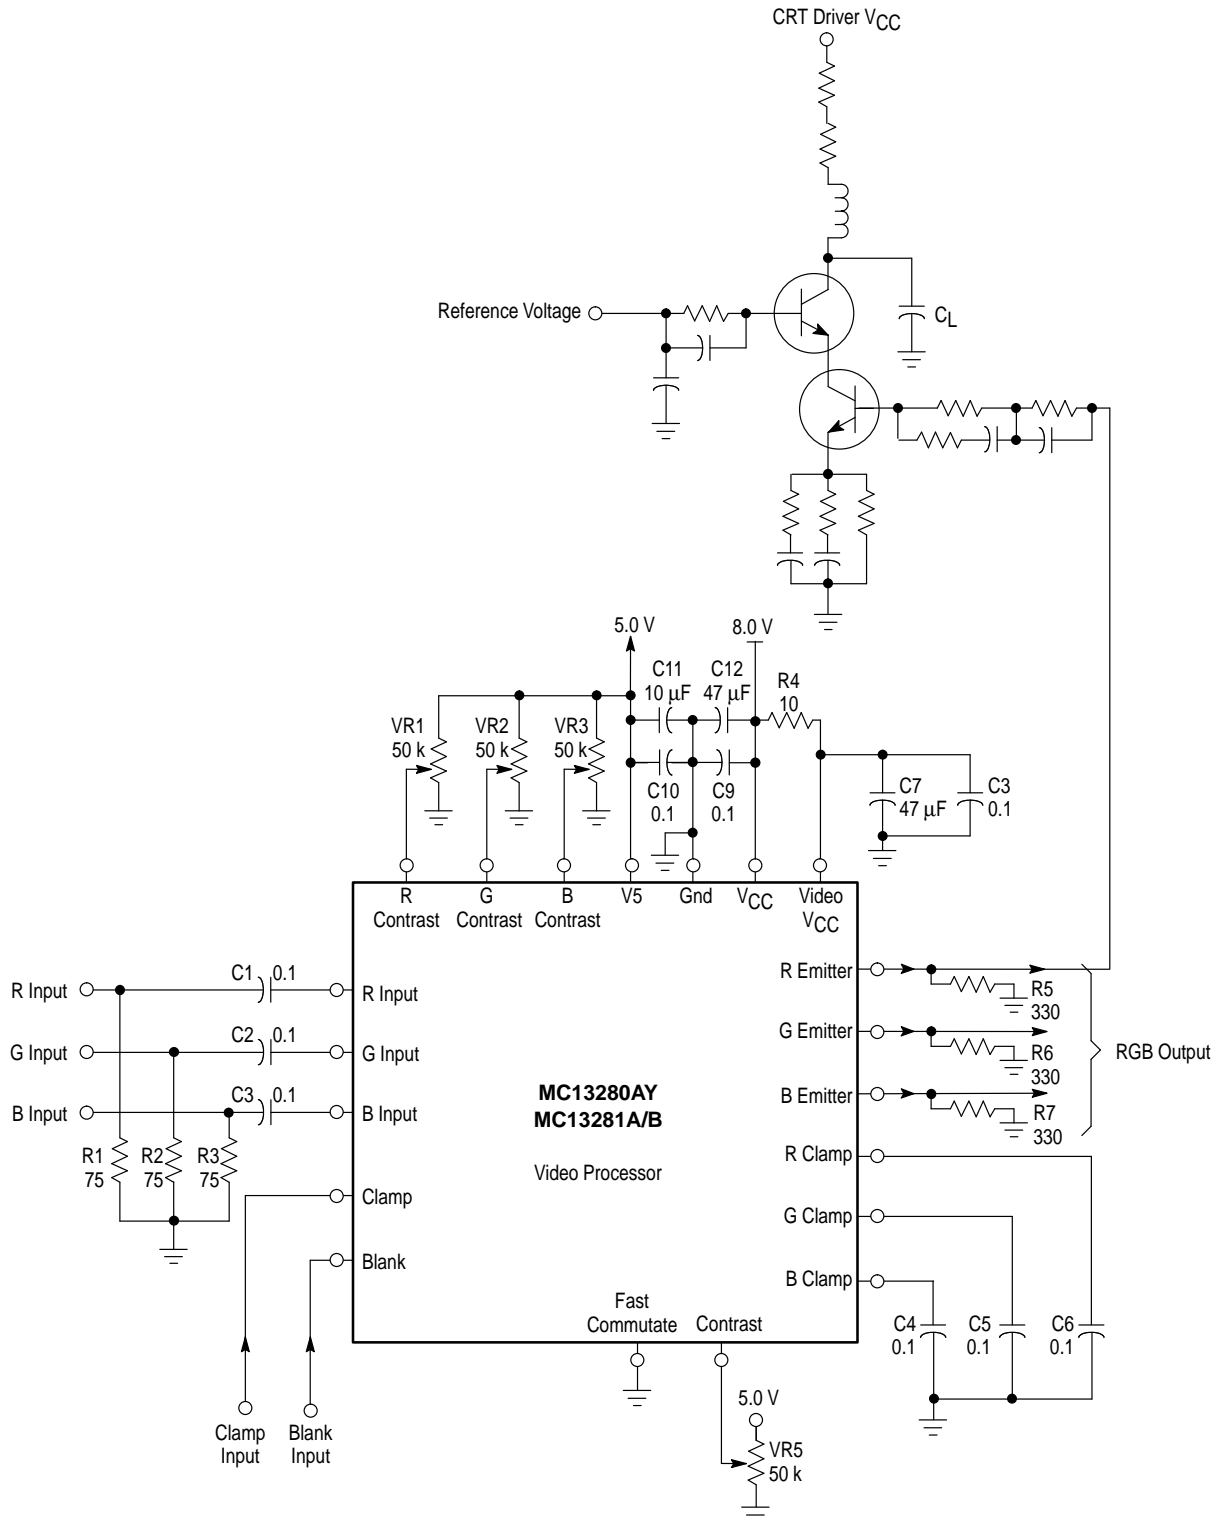 CRT Driver VCC
Reference Voltage
CL
5.0 V
8.0 V
C11
10 µF
C12
47 µF
R4
10
VR1
50 k
VR2
50 k
VR3
50 k
C10
0.1
C9
0.1
C7
47 µF
C3
0.1
R
Contrast
G
Contrast
B
Contrast
V5
Gnd
VCC
Video
VCC
R Input
C1
0.1
R Input
G Input
C2
0.1
G Input
B Input
C3
0.1
B Input
R1
75
R2
75
R3
75
Clamp
Blank
MC13280AY
MC13281A/B
Video Processor
R Emitter
R5
330
G Emitter
R6
330
B Emitter
R7
330
RGB Output
R Clamp
G Clamp
B Clamp
C4
0.1
C5
0.1
C6
0.1
Fast
Commutate
Contrast
5.0 V
VR5
50 k
Clamp
Input
Blank
Input